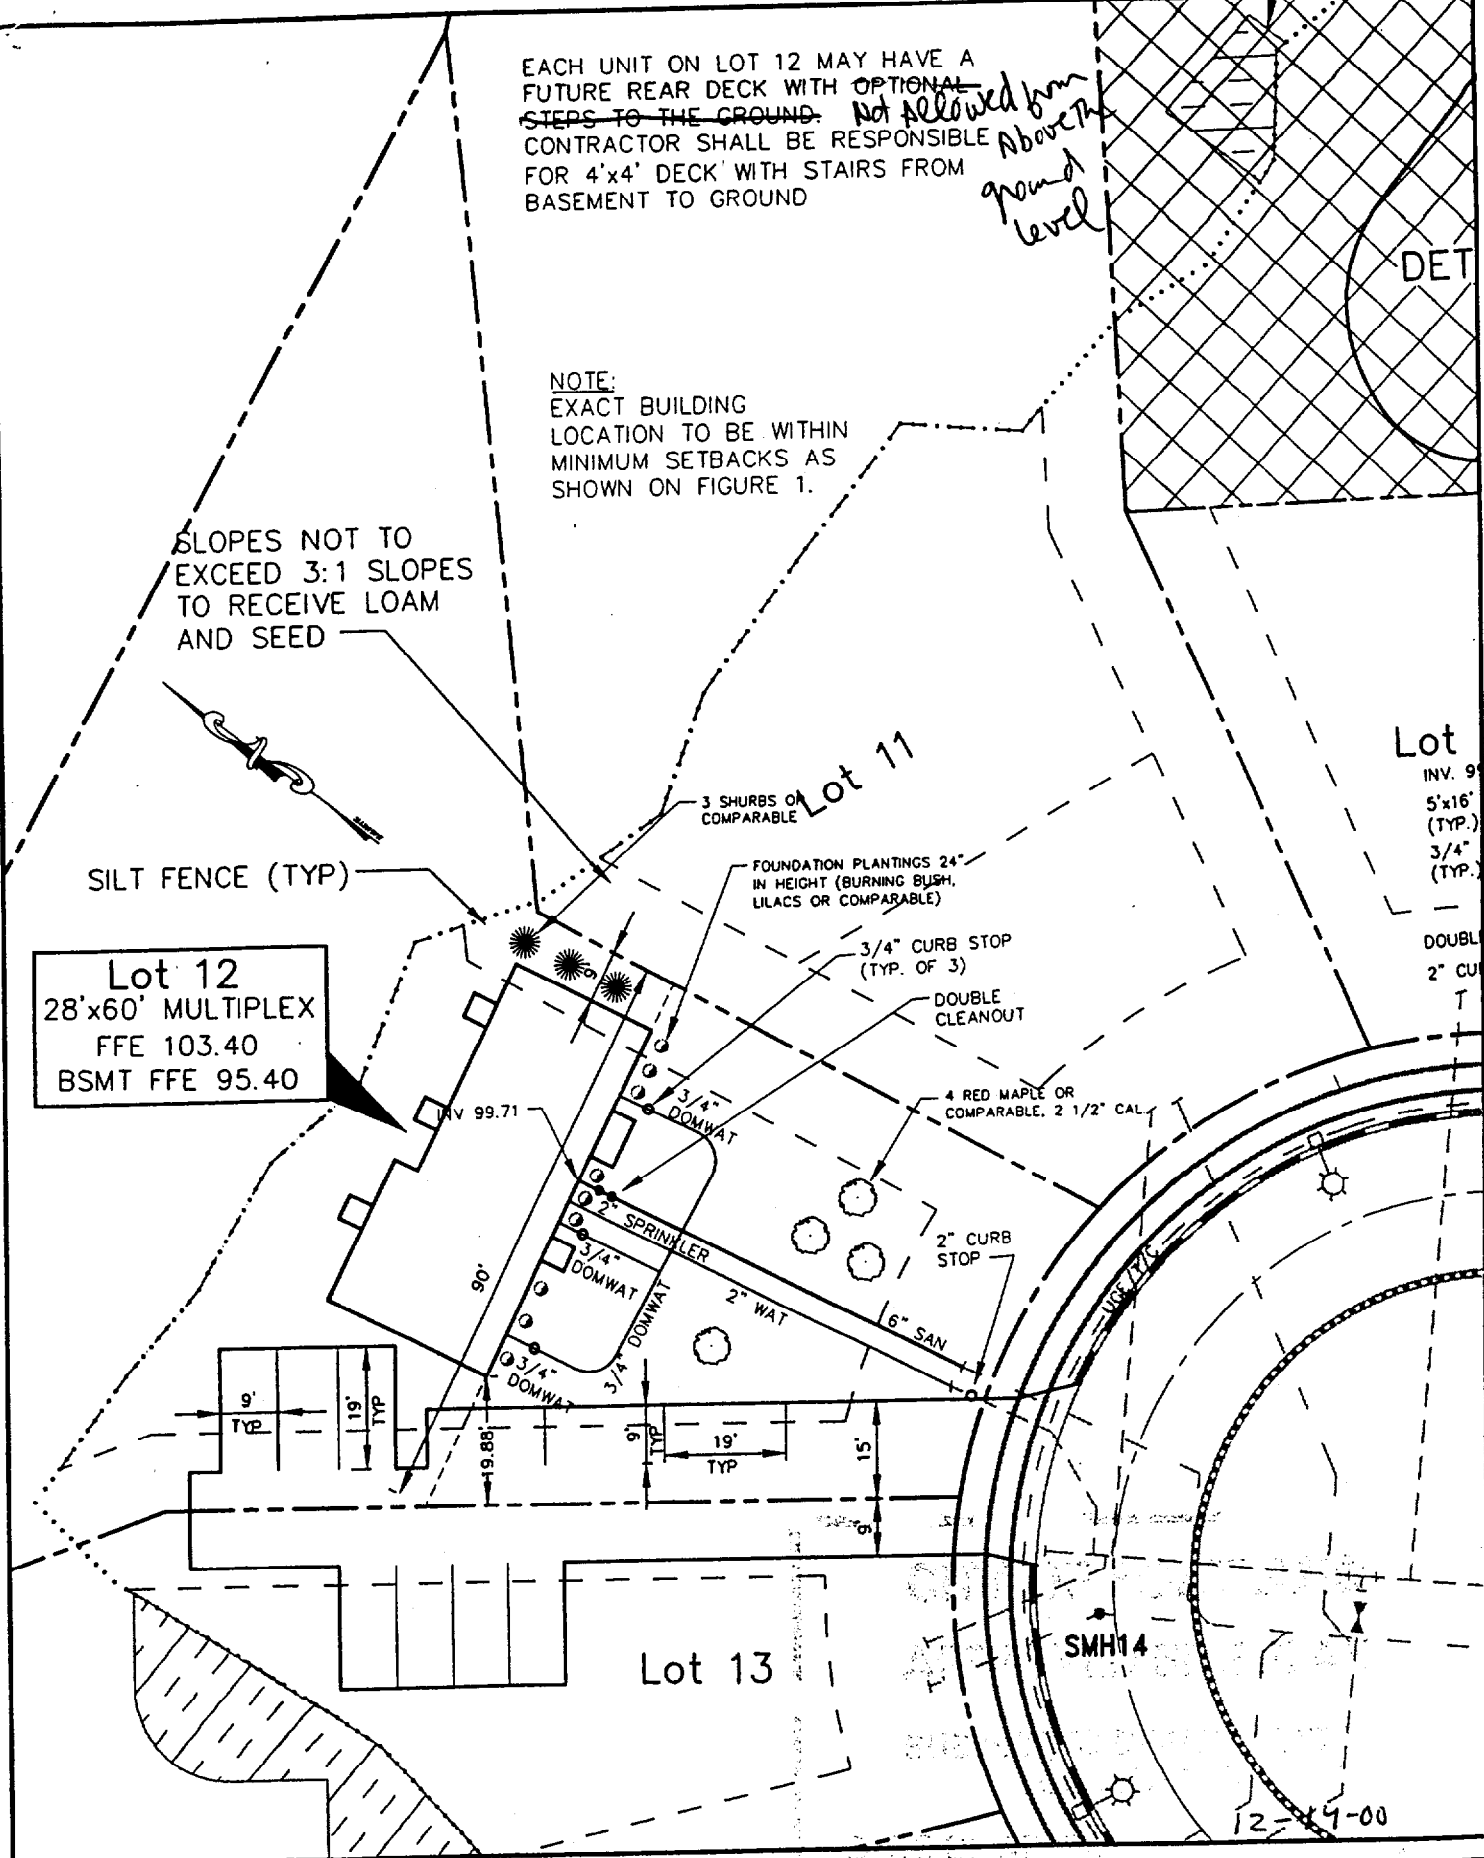 EACH UNIT ON LOT 12 MAY HAVE A
FUTURE REAR DECK WITH OPTIONAL
STEPS TO THE GROUND. Not Allowed from
CONTRACTOR SHALL BE RESPONSIBLE Above The
FOR 4'x4' DECK WITH STAIRS FROM ground
BASEMENT TO GROUND level
DET
NOTE:
EXACT BUILDING
LOCATION TO BE WITHIN
MINIMUM SETBACKS AS
SHOWN ON FIGURE 1.
SLOPES NOT TO
EXCEED 3:1 SLOPES
TO RECEIVE LOAM
AND SEED
Lot 11
Lot
INV. 9
5'x16'
(TYP.)
3/4"
(TYP.)
3 SHURBS OR
COMPARABLE
SILT FENCE (TYP)
FOUNDATION PLANTINGS 24"
IN HEIGHT (BURNING BUSH,
LILACS OR COMPARABLE)
3/4" CURB STOP
(TYP. OF 3)
DOUBLE
CLEANOUT
DOUBL
2" CU
Lot 12
28'x60' MULTIPLEX
FFE 103.40
BSMT FFE 95.40
INV 99.71
3/4"
DOMWAT
4 RED MAPLE OR
COMPARABLE, 2 1/2" CAL.
2" SPRINKLER
3/4"
DOMWAT
2" CURB
STOP
90'
2" WAT
6" SAN
UGE/T/C
3/4" DOMWAT
3/4"
DOMWAT
9'
TYP
19'
TYP
19.88
9'
TYP
19'
TYP
15'
9'
SMH14
Lot 13
12-14-00